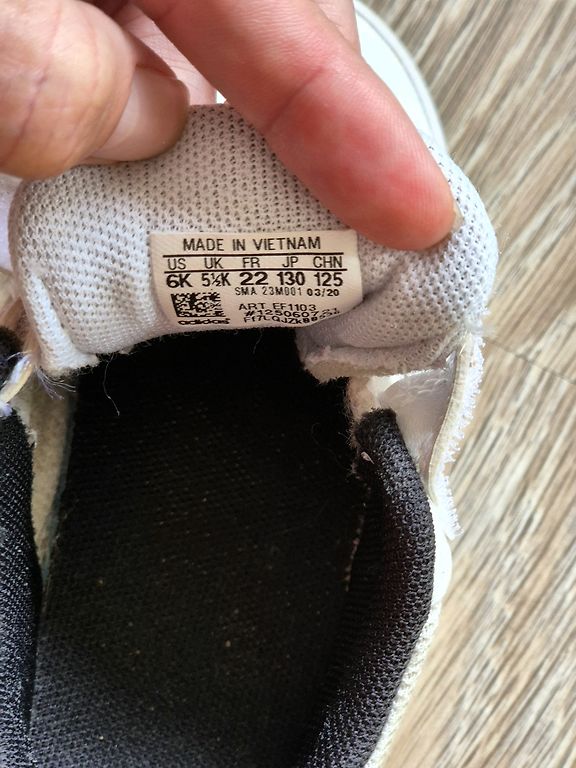 MADE IN VIETNAM
US UK FR JP CHN
6K 5½K 22 130 125
SMA 23M001 03/20
ART EF1103
adidas